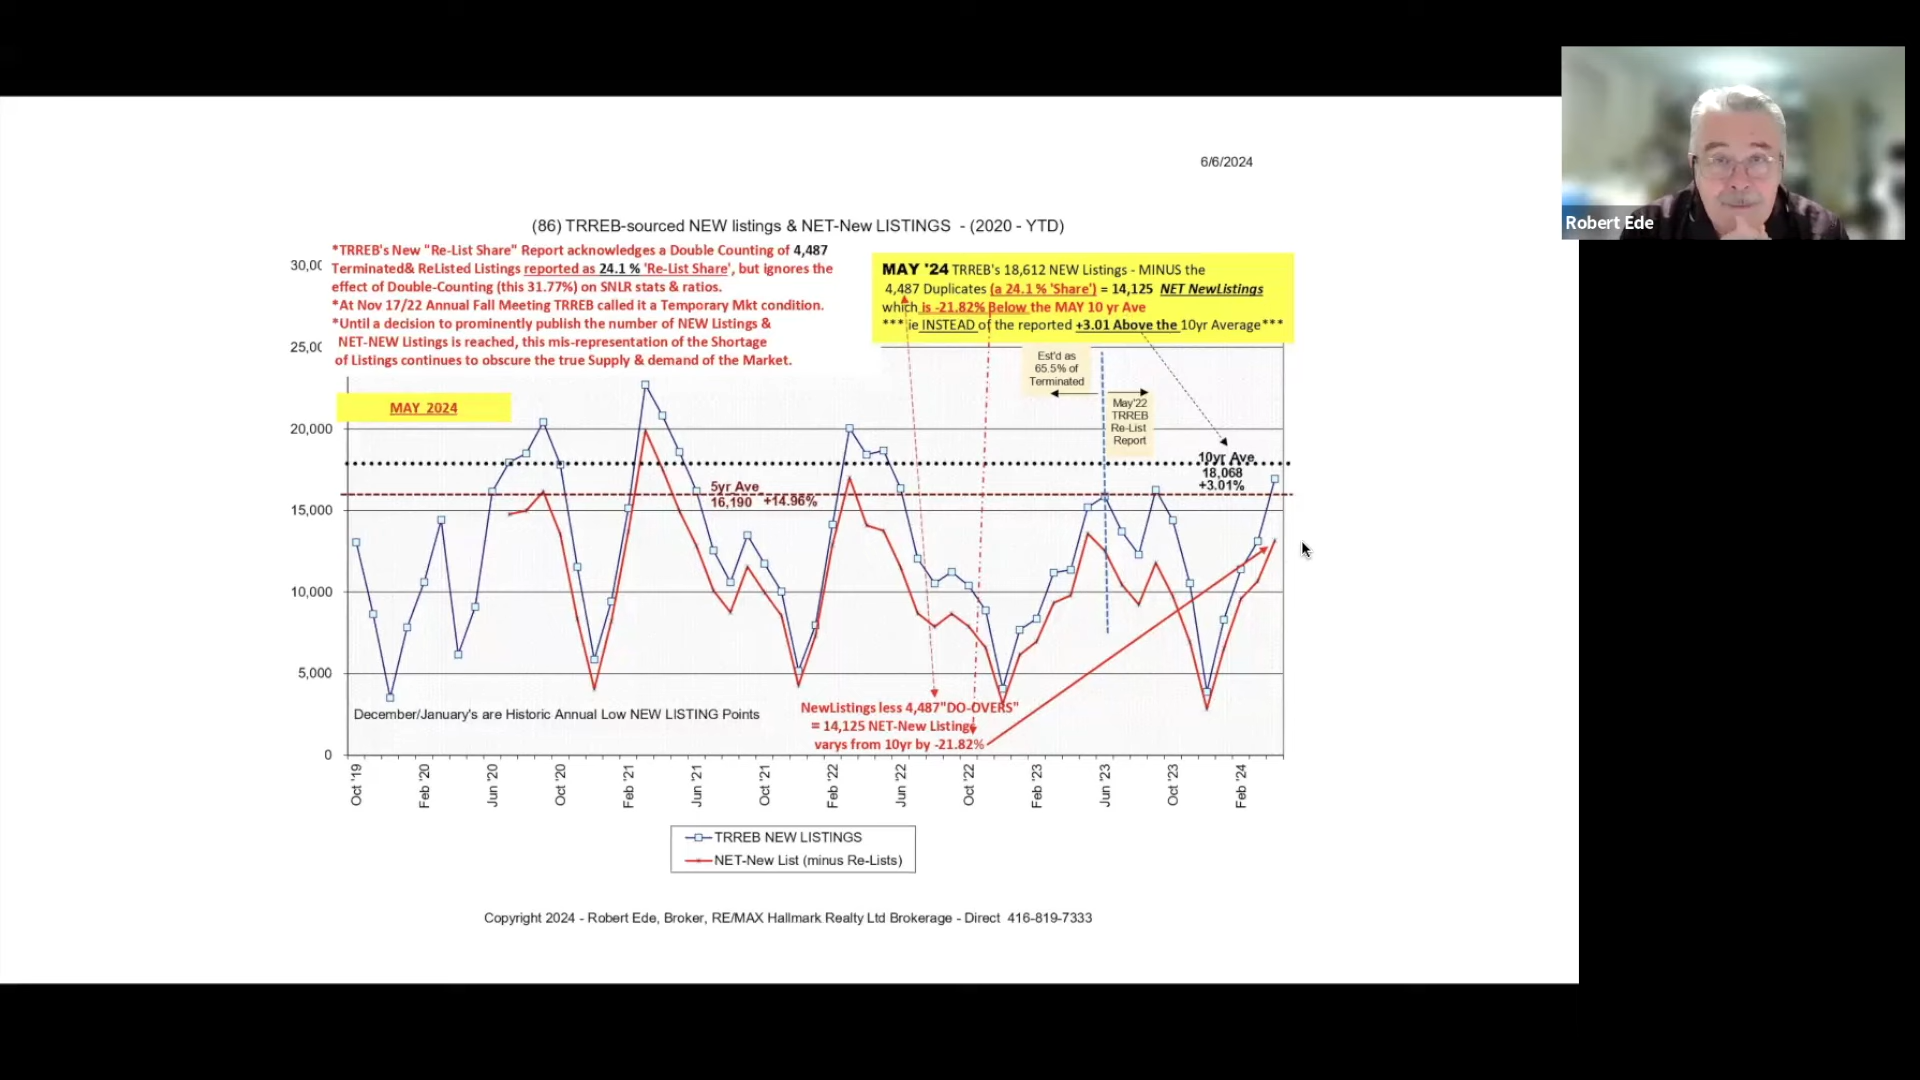 Robert Ede
6/6/2024
(86) TRREB-sourced NEW listings & NET-New LISTINGS - (2020 - YTD)
*TRREB's New "Re-List Share" Report acknowledges a Double Counting of 4,487
Terminated& ReListed Listings reported as 24.1 % 'Re-List Share', but ignores the
effect of Double-Counting (this 31.77%) on SNLR stats & ratios.
*At Nov 17/22 Annual Fall Meeting TRREB called it a Temporary Mkt condition.
*Until a decision to prominently publish the number of NEW Listings &
NET-NEW Listings is reached, this mis-representation of the Shortage
of Listings continues to obscure the true Supply & demand of the Market.
MAY '24 TRREB's 18,612 NEW Listings - MINUS the
4,487 Duplicates (a 24.1 % 'Share') = 14,125 NET NewListings
which is -21.82% Below the MAY 10 yr Ave
*** ie INSTEAD of the reported +3.01 Above the 10yr Average***
MAY 2024
Est'd as
65.5% of
Terminated
May'22
TRREB
Re-List
Report
10yr Ave
18,068
+3.01%
5yr Ave
16,190 +14.96%
30,00
25,00
20,000
15,000
10,000
5,000
0
December/January's are Historic Annual Low NEW LISTING Points
NewListings less 4,487"DO-OVERS"
= 14,125 NET-New Listings
varys from 10yr by -21.82%
Oct '19
Feb '20
Jun '20
Oct '20
Feb '21
Jun '21
Oct '21
Feb '22
Jun '22
Oct '22
Feb '23
Jun '23
Oct '23
Feb '24
TRREB NEW LISTINGS
NET-New List (minus Re-Lists)
Copyright 2024 - Robert Ede, Broker, RE/MAX Hallmark Realty Ltd Brokerage - Direct 416-819-7333